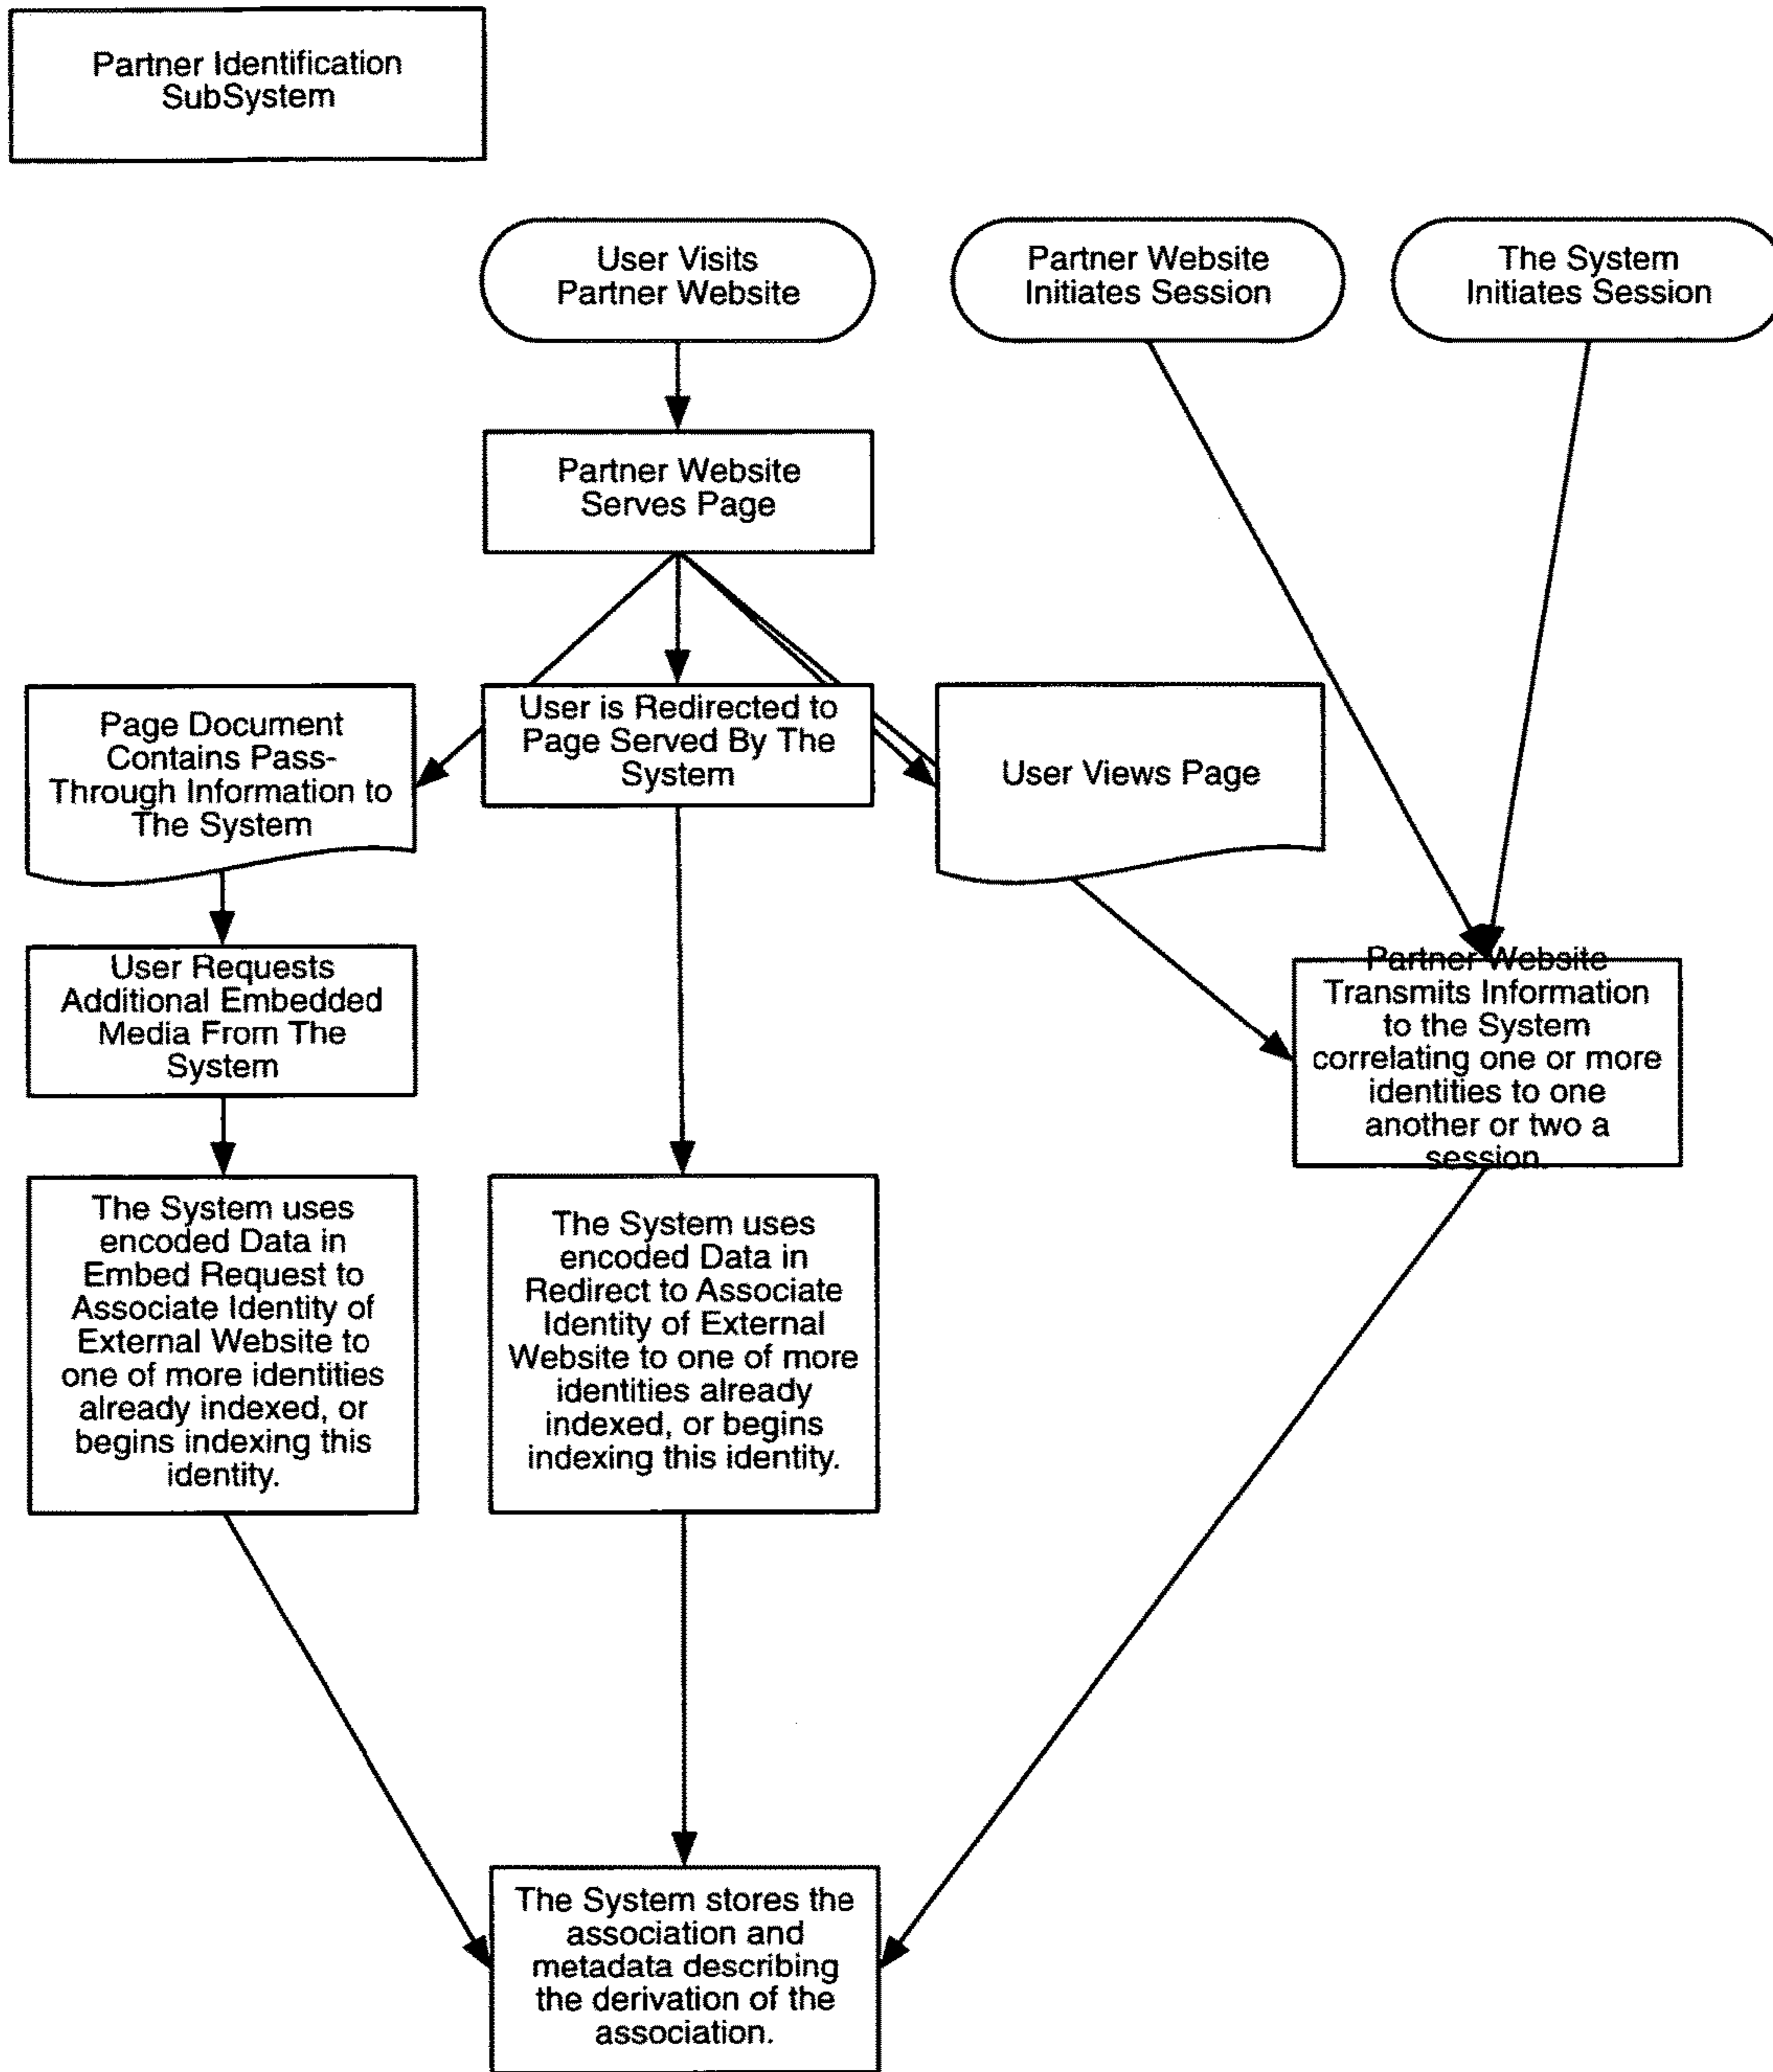 Partner Identification
SubSystem
User Visits
Partner Website
Partner Website
Initiates Session
The System
Initiates Session
Partner Website
Serves Page
Page Document
Contains Pass-
Through Information to
The System
User is Redirected to
Page Served By The
System
User Views Page
User Requests
Additional Embedded
Media From The
System
Partner Website
Transmits Information
to the System
correlating one or more
identities to one
another or two a
session
The System uses
encoded Data in
Embed Request to
Associate Identity of
External Website to
one of more identities
already indexed, or
begins indexing this
identity.
The System uses
encoded Data in
Redirect to Associate
Identity of External
Website to one of more
identities already
indexed, or begins
indexing this identity.
The System stores the
association and
metadata describing
the derivation of the
association.